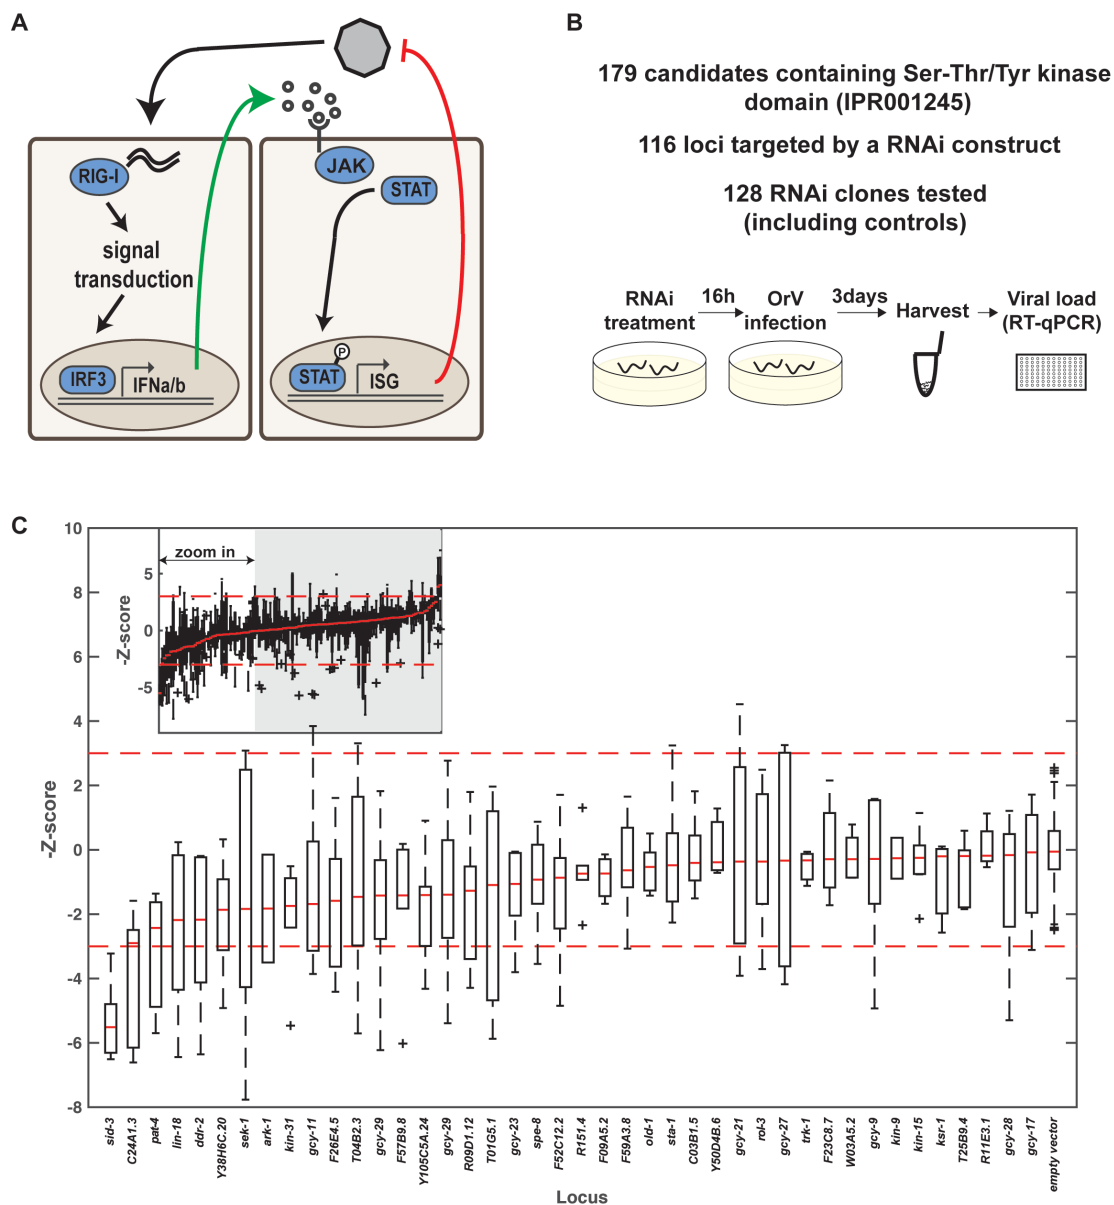 A
RIG-I
signal
transduction
IRF3
IFNa/b
JAK
STAT
P
STAT
ISG
B
179 candidates containing Ser-Thr/Tyr kinase
domain (IPR001245)
116 loci targeted by a RNAi construct
128 RNAi clones tested
(including controls)
RNAi
treatment
16h
OrV
infection
3days
Harvest
Viral load
(RT-qPCR)
C
10
8
6
4
2
0
-2
-4
-6
-8
-Z-score
zoom in
5
0
-5
-Z-score
sid-3
C24A1.3
pat-4
lin-18
ddr-2
Y38H6C.20
sek-1
ark-1
kin-31
gcy-11
F26E4.5
T04B2.3
gcy-29
F57B9.8
Y105C5A.24
gcy-29
R09D1.12
T01G5.1
gcy-23
spe-8
F52C12.2
R151.4
F09A5.2
F59A3.8
old-1
sta-1
C03B1.5
Y50D4B.6
gcy-21
rol-3
gcy-27
trk-1
F23C8.7
W03A5.2
gcy-9
kin-9
kin-15
ksr-1
T25B9.4
R11E3.1
gcy-28
gcy-17
empty vector
Locus